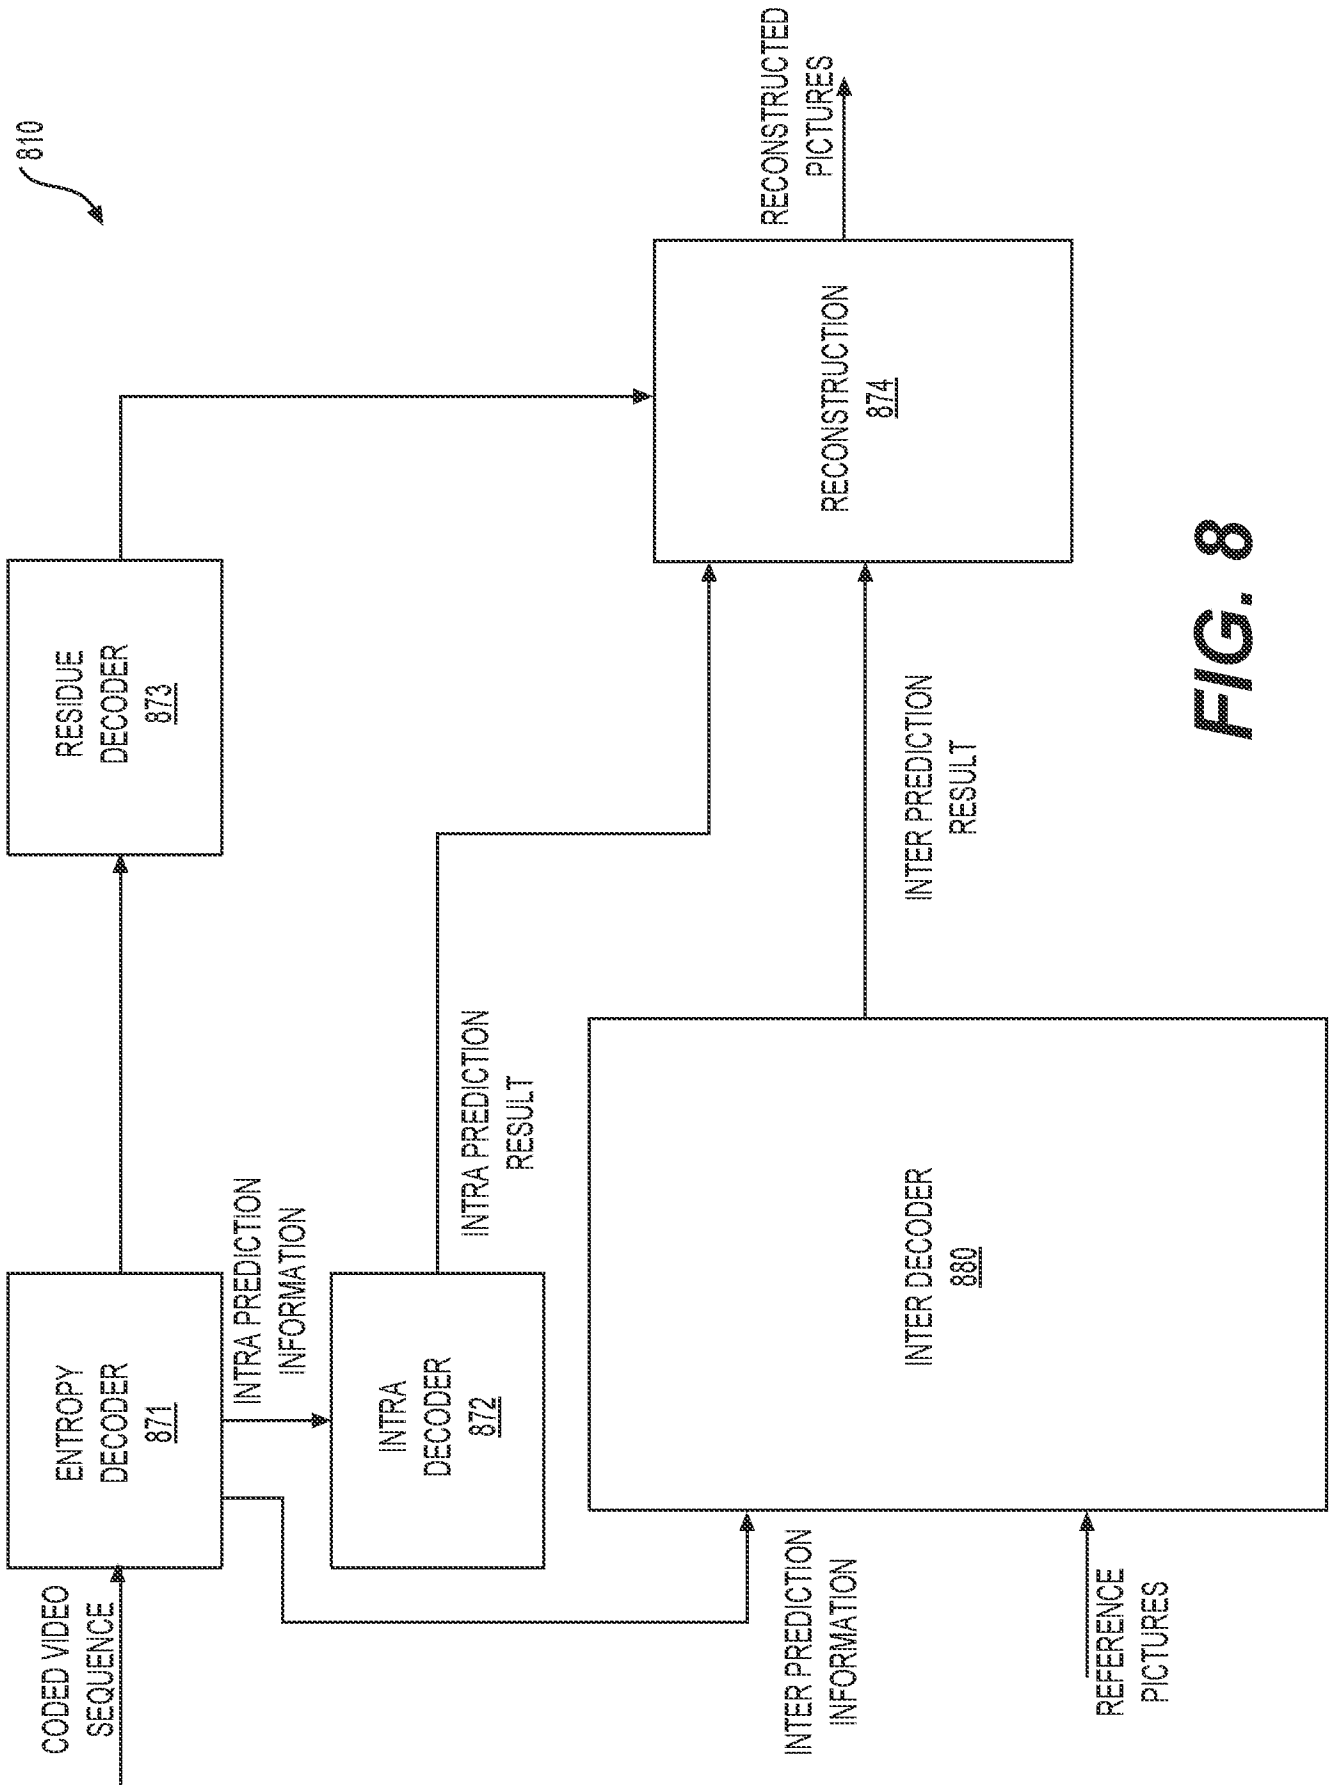 810
CODED VIDEO
SEQUENCE
ENTROPY
DECODER
871
RESIDUE
DECODER
873
INTRA PREDICTION
INFORMATION
INTRA
DECODER
872
INTRA PREDICTION
RESULT
RECONSTRUCTED
PICTURES
RECONSTRUCTION
874
INTER PREDICTION
INFORMATION
INTER DECODER
880
INTER PREDICTION
RESULT
REFERENCE
PICTURES
FIG. 8